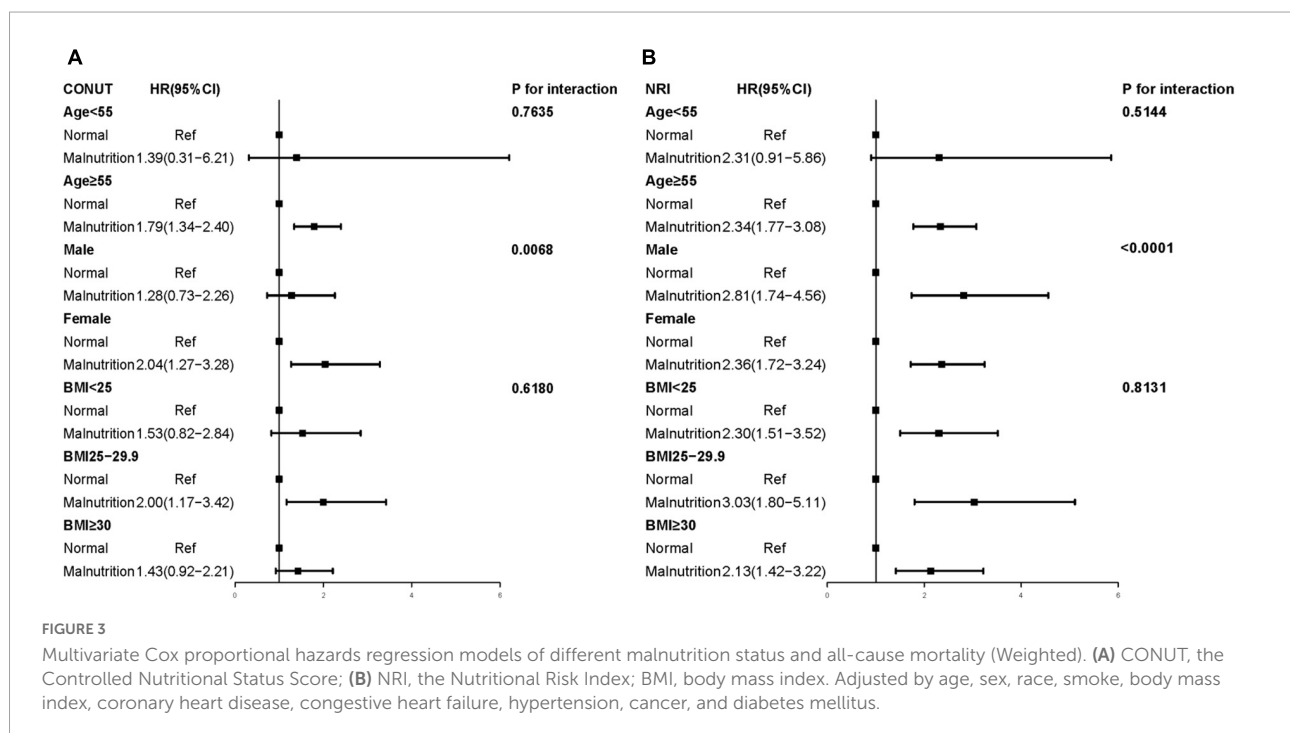 A
CONUT HR(95%CI) P for interaction
Age<55 0.7635
Normal Ref
Malnutrition 1.39(0.31−6.21)
Age≥55
Normal Ref
Malnutrition 1.79(1.34−2.40)
Male 0.0068
Normal Ref
Malnutrition 1.28(0.73−2.26)
Female
Normal Ref
Malnutrition 2.04(1.27−3.28)
BMI<25 0.6180
Normal Ref
Malnutrition 1.53(0.82−2.84)
BMI25−29.9
Normal Ref
Malnutrition 2.00(1.17−3.42)
BMI≥30
Normal Ref
Malnutrition 1.43(0.92−2.21)
0 2 4 6
B
NRI HR(95%CI) P for interaction
Age<55 0.5144
Normal Ref
Malnutrition 2.31(0.91−5.86)
Age≥55
Normal Ref
Malnutrition 2.34(1.77−3.08)
Male <0.0001
Normal Ref
Malnutrition 2.81(1.74−4.56)
Female
Normal Ref
Malnutrition 2.36(1.72−3.24)
BMI<25 0.8131
Normal Ref
Malnutrition 2.30(1.51−3.52)
BMI25−29.9
Normal Ref
Malnutrition 3.03(1.80−5.11)
BMI≥30
Normal Ref
Malnutrition 2.13(1.42−3.22)
0 2 4 6
FIGURE 3
Multivariate Cox proportional hazards regression models of different malnutrition status and all-cause mortality (Weighted). (A) CONUT, the
Controlled Nutritional Status Score; (B) NRI, the Nutritional Risk Index; BMI, body mass index. Adjusted by age, sex, race, smoke, body mass
index, coronary heart disease, congestive heart failure, hypertension, cancer, and diabetes mellitus.